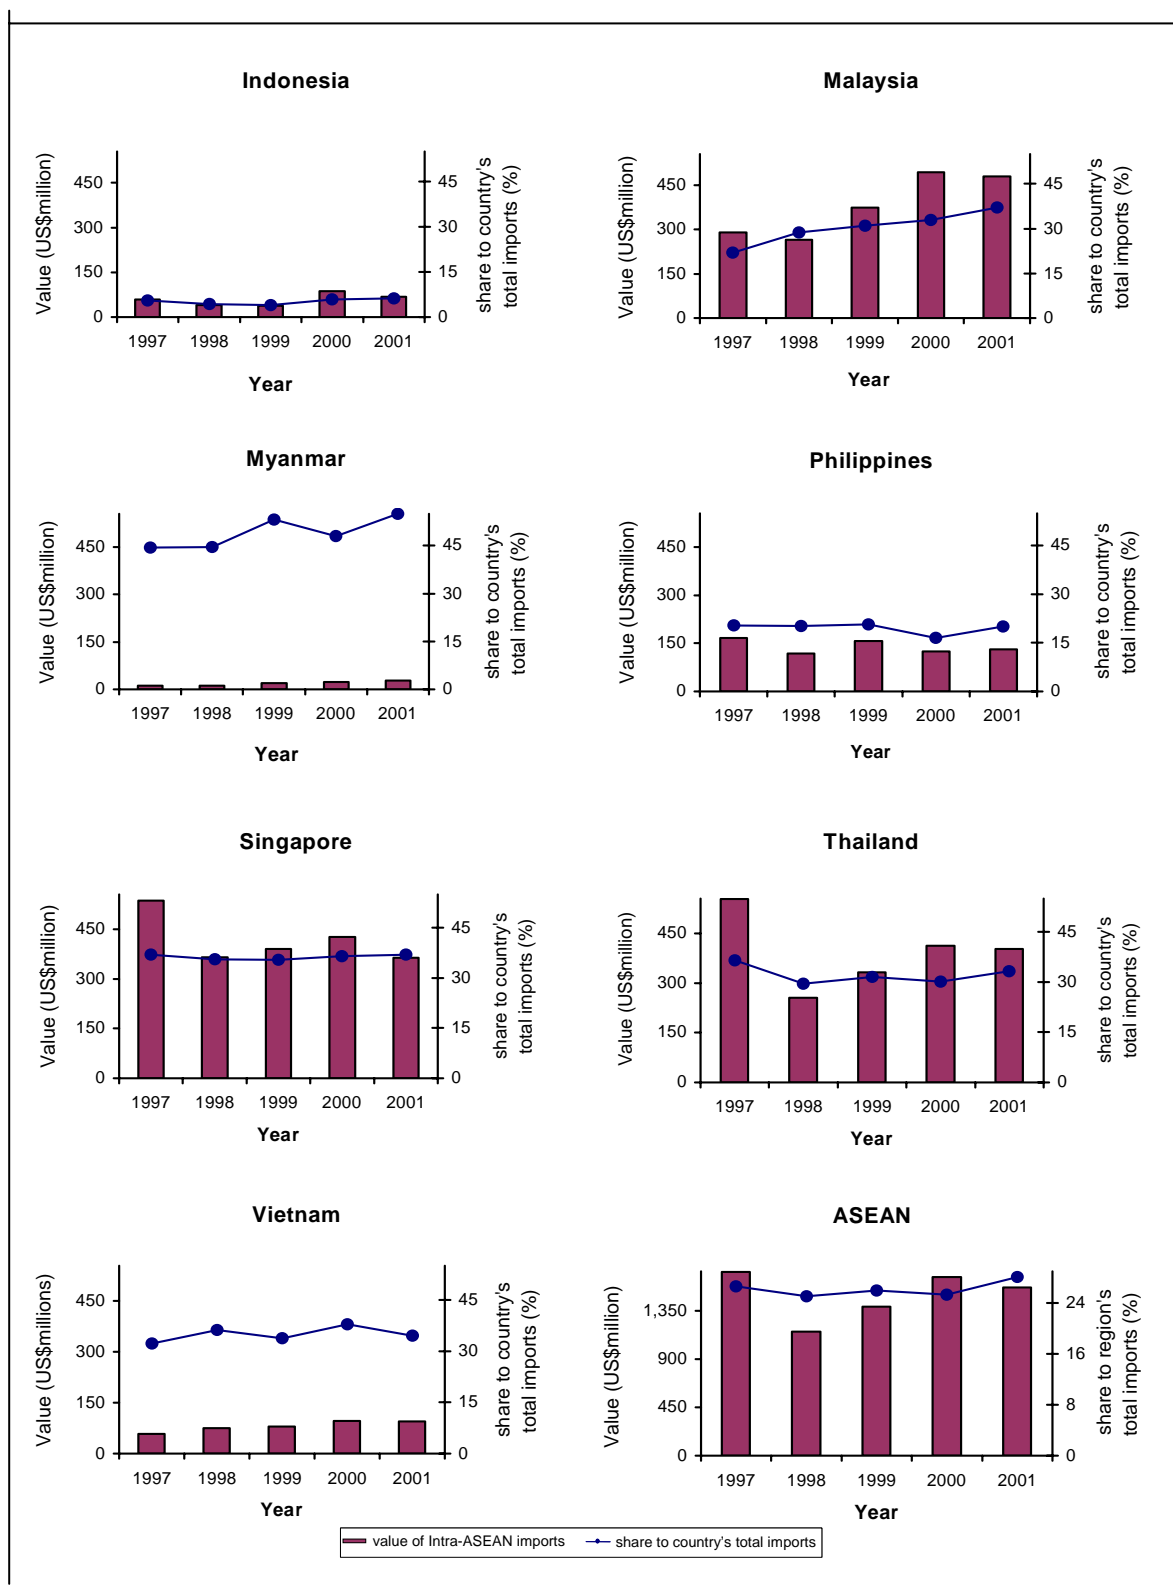 Indonesia
Value (US$million)
450
300
150
0
45
30
15
0
share to country's
total imports (%)
1997 1998 1999 2000 2001
Year
Malaysia
Value (US$million)
450
300
150
0
45
30
15
0
share to country's
total imports (%)
1997 1998 1999 2000 2001
Year
Myanmar
Value (US$million)
450
300
150
0
45
30
15
0
share to country's
total imports (%)
1997 1998 1999 2000 2001
Year
Philippines
Value (US$million)
450
300
150
0
45
30
15
0
share to country's
total imports (%)
1997 1998 1999 2000 2001
Year
Singapore
Value (US$million)
450
300
150
0
45
30
15
0
share to country's
total imports (%)
1997 1998 1999 2000 2001
Year
Thailand
Value (US$million)
450
300
150
0
45
30
15
0
share to country's
total imports (%)
1997 1998 1999 2000 2001
Year
Vietnam
Value (US$millions)
450
300
150
0
45
30
15
0
share to country's
total imports (%)
1997 1998 1999 2000 2001
Year
ASEAN
Value (US$million)
1,350
900
450
0
24
16
8
0
share to region's
total imports (%)
1997 1998 1999 2000 2001
Year
value of Intra-ASEAN imports share to country's total imports